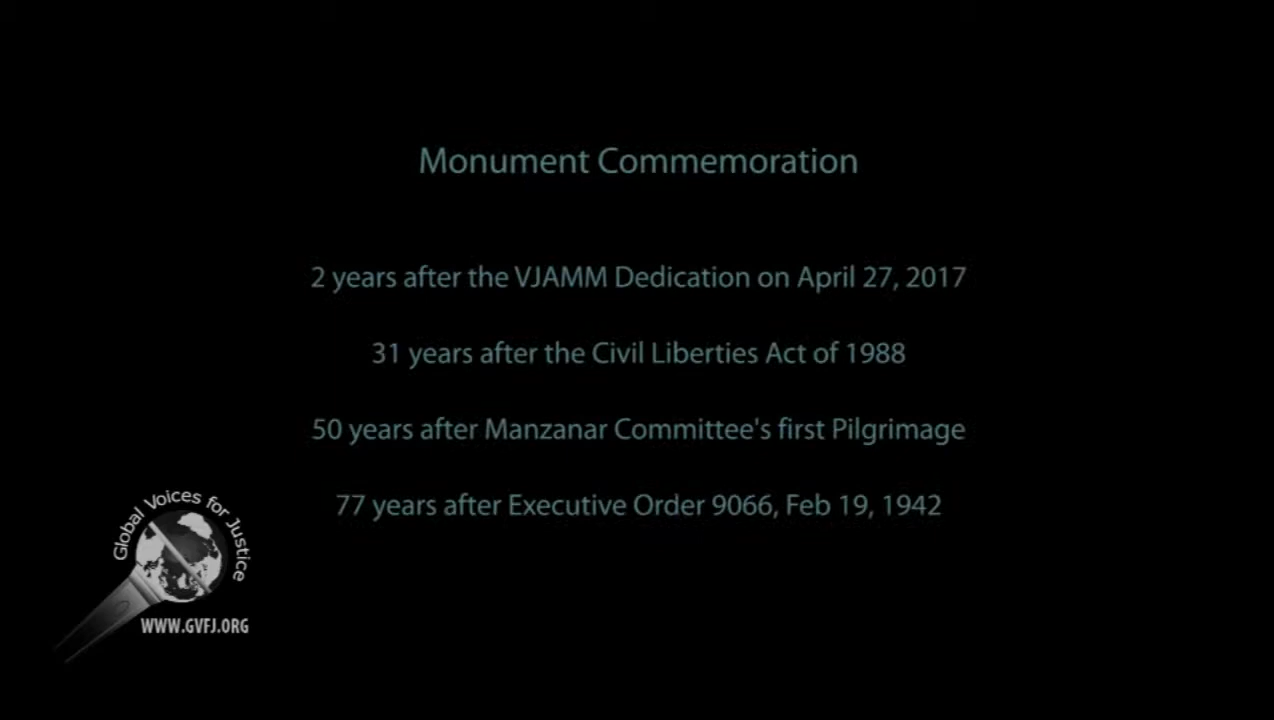 Monument Commemoration
2 years after the VJAMM Dedication on April 27, 2017
31 years after the Civil Liberties Act of 1988
50 years after Manzanar Committee's first Pilgrimage
77 years after Executive Order 9066, Feb 19, 1942
Global Voices for Justice
WWW.GVFJ.ORG